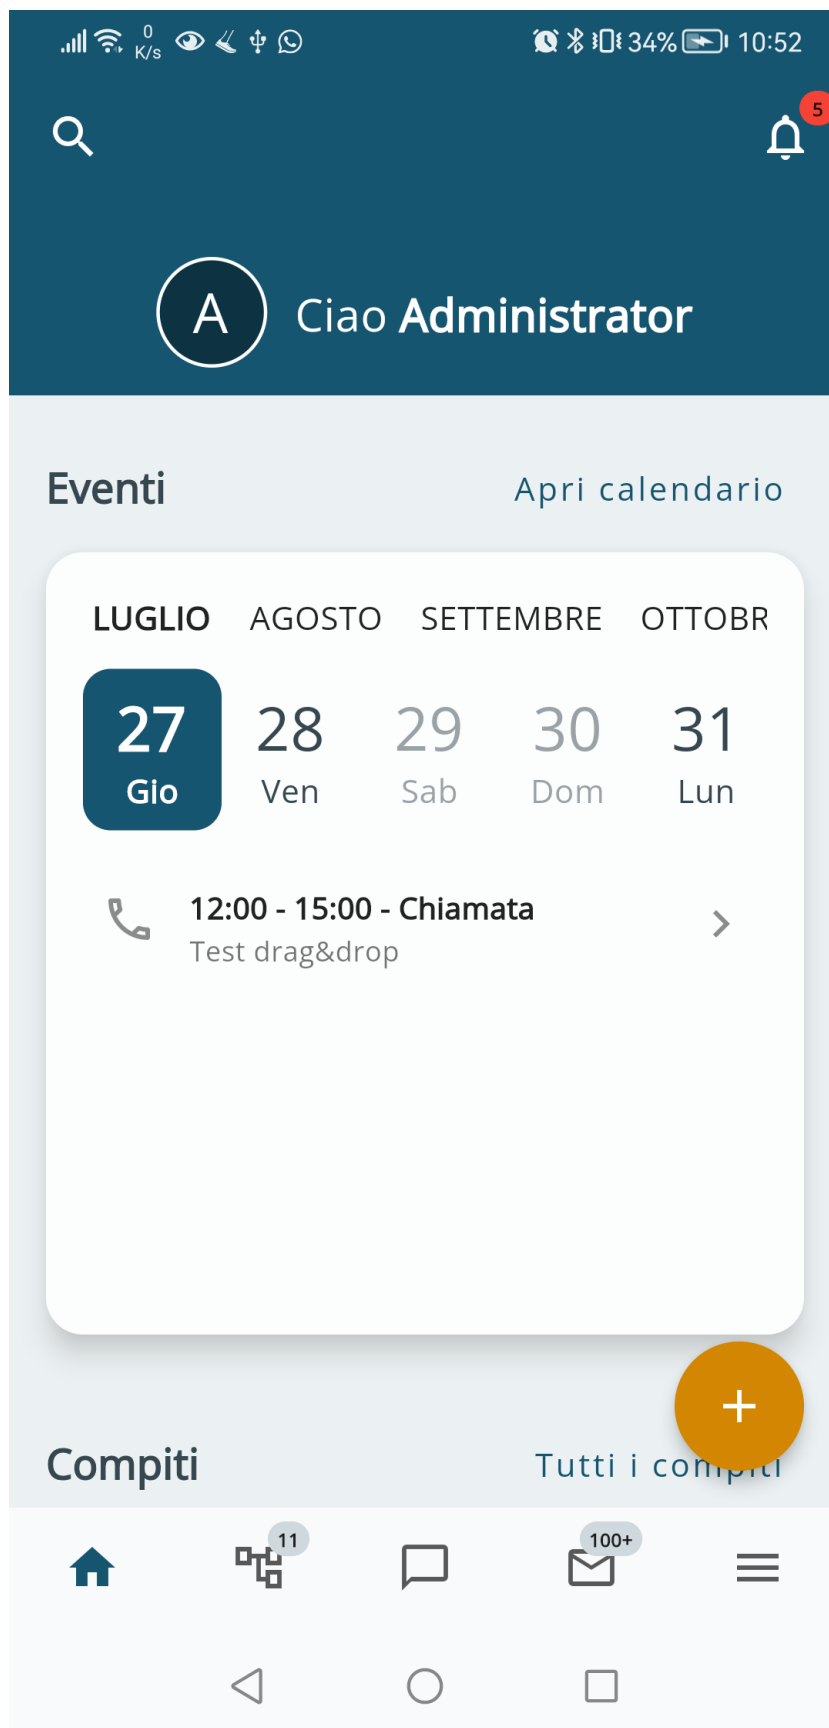 0
K/s
34% 10:52
5
A
Ciao Administrator
Eventi Apri calendario
LUGLIO AGOSTO SETTEMBRE OTTOBR
27 28 29 30 31
Gio Ven Sab Dom Lun
12:00 - 15:00 - Chiamata
Test drag&drop
+
Compiti Tutti i compiti
11 100+